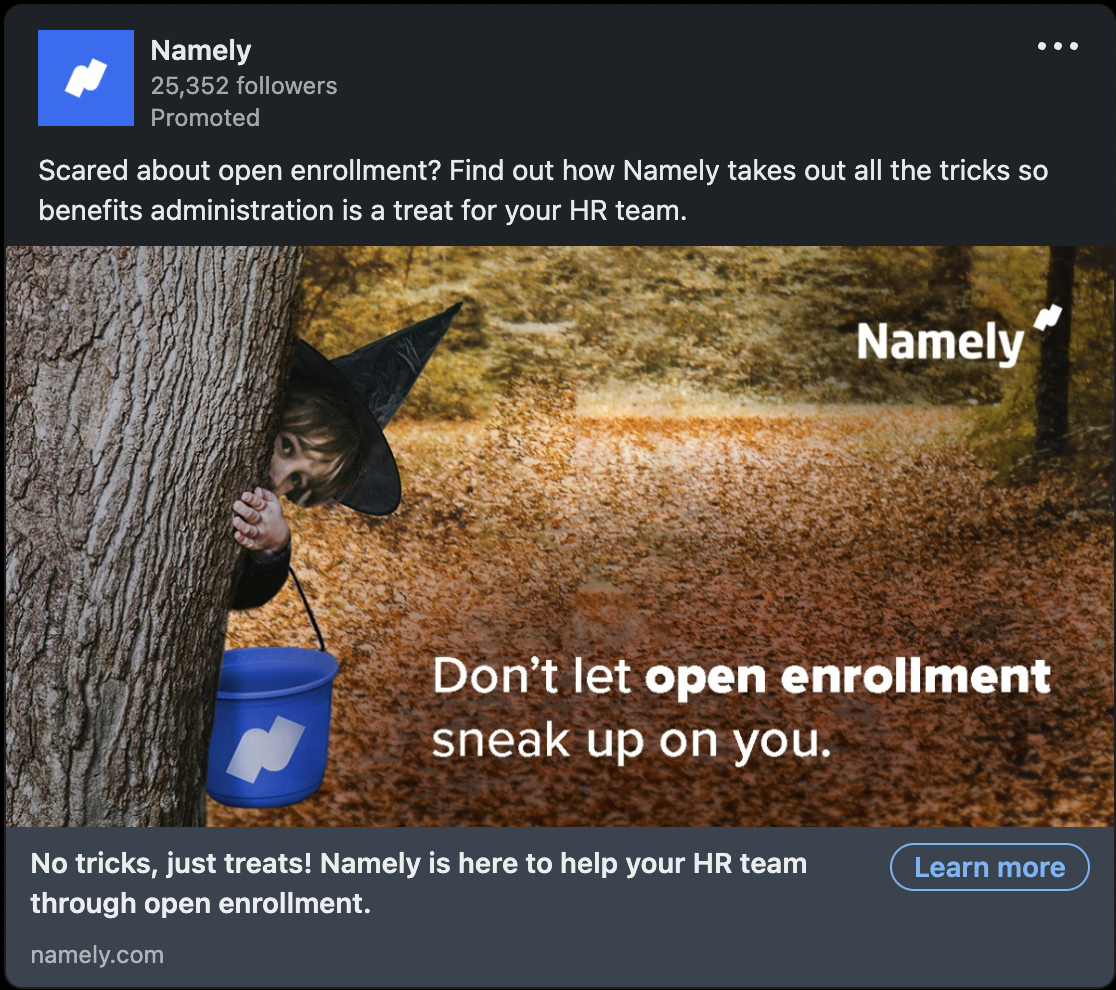 Namely
25,352 followers
Promoted
Scared about open enrollment? Find out how Namely takes out all the tricks so
benefits administration is a treat for your HR team.
Namely
Don't let open enrollment
sneak up on you.
No tricks, just treats! Namely is here to help your HR team
through open enrollment.
Learn more
namely.com